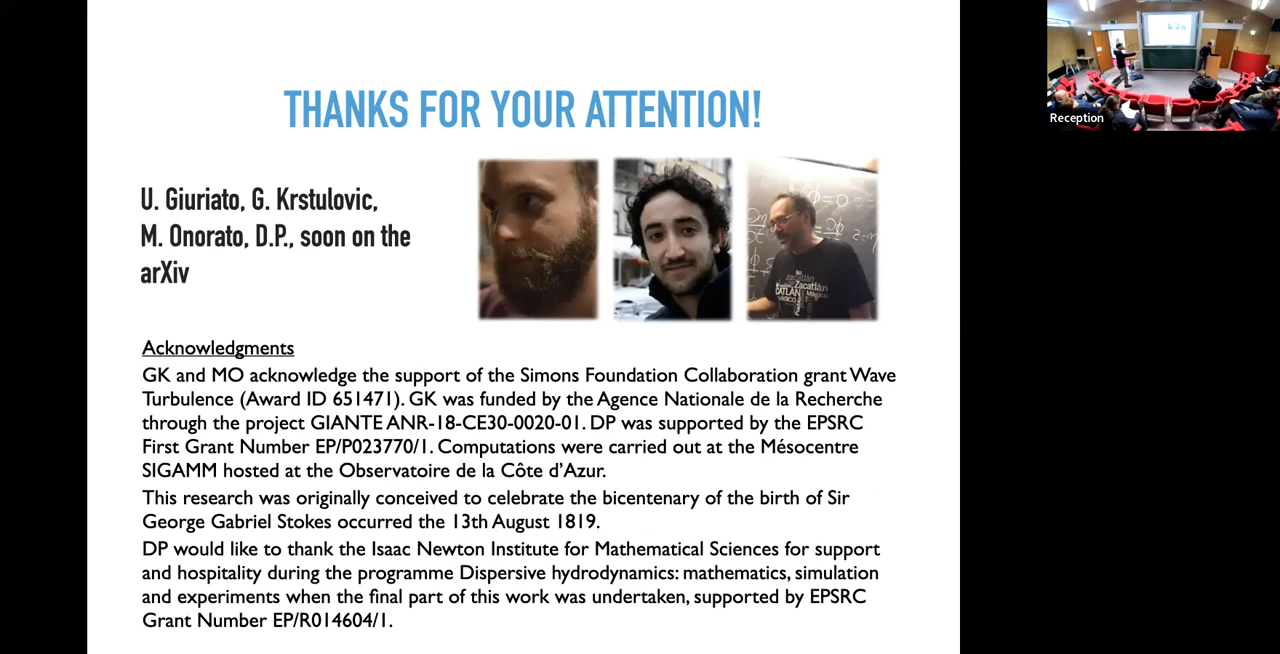 THANKS FOR YOUR ATTENTION!
U. Giuriato, G. Krstulovic,
M. Onorato, D.P., soon on the
arXiv
zacatlán
Zacatlán
Acknowledgments
GK and MO acknowledge the support of the Simons Foundation Collaboration grant Wave
Turbulence (Award ID 651471). GK was funded by the Agence Nationale de la Recherche
through the project GIANTE ANR-18-CE30-0020-01. DP was supported by the EPSRC
First Grant Number EP/P023770/1. Computations were carried out at the Mésocentre
SIGAMM hosted at the Observatoire de la Côte d’Azur.
This research was originally conceived to celebrate the bicentenary of the birth of Sir
George Gabriel Stokes occurred the 13th August 1819.
DP would like to thank the Isaac Newton Institute for Mathematical Sciences for support
and hospitality during the programme Dispersive hydrodynamics: mathematics, simulation
and experiments when the final part of this work was undertaken, supported by EPSRC
Grant Number EP/R014604/1.
Reception